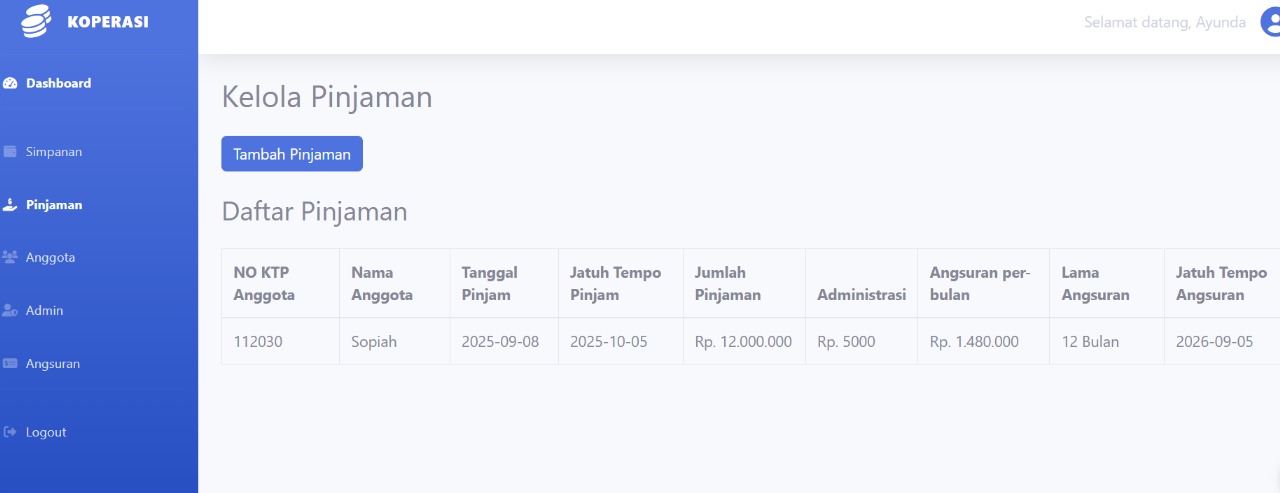 KOPERASI
Selamat datang, Ayunda
Dashboard
Simpanan
Pinjaman
Anggota
Admin
Angsuran
Logout
Kelola Pinjaman
Tambah Pinjaman
Daftar Pinjaman
NO KTP Anggota Nama Anggota Tanggal Pinjam Jatuh Tempo Pinjam Jumlah Pinjaman Administrasi Angsuran per-bulan Lama Angsuran Jatuh Tempo Angsuran
112030 Sopiah 2025-09-08 2025-10-05 Rp. 12.000.000 Rp. 5000 Rp. 1.480.000 12 Bulan 2026-09-05